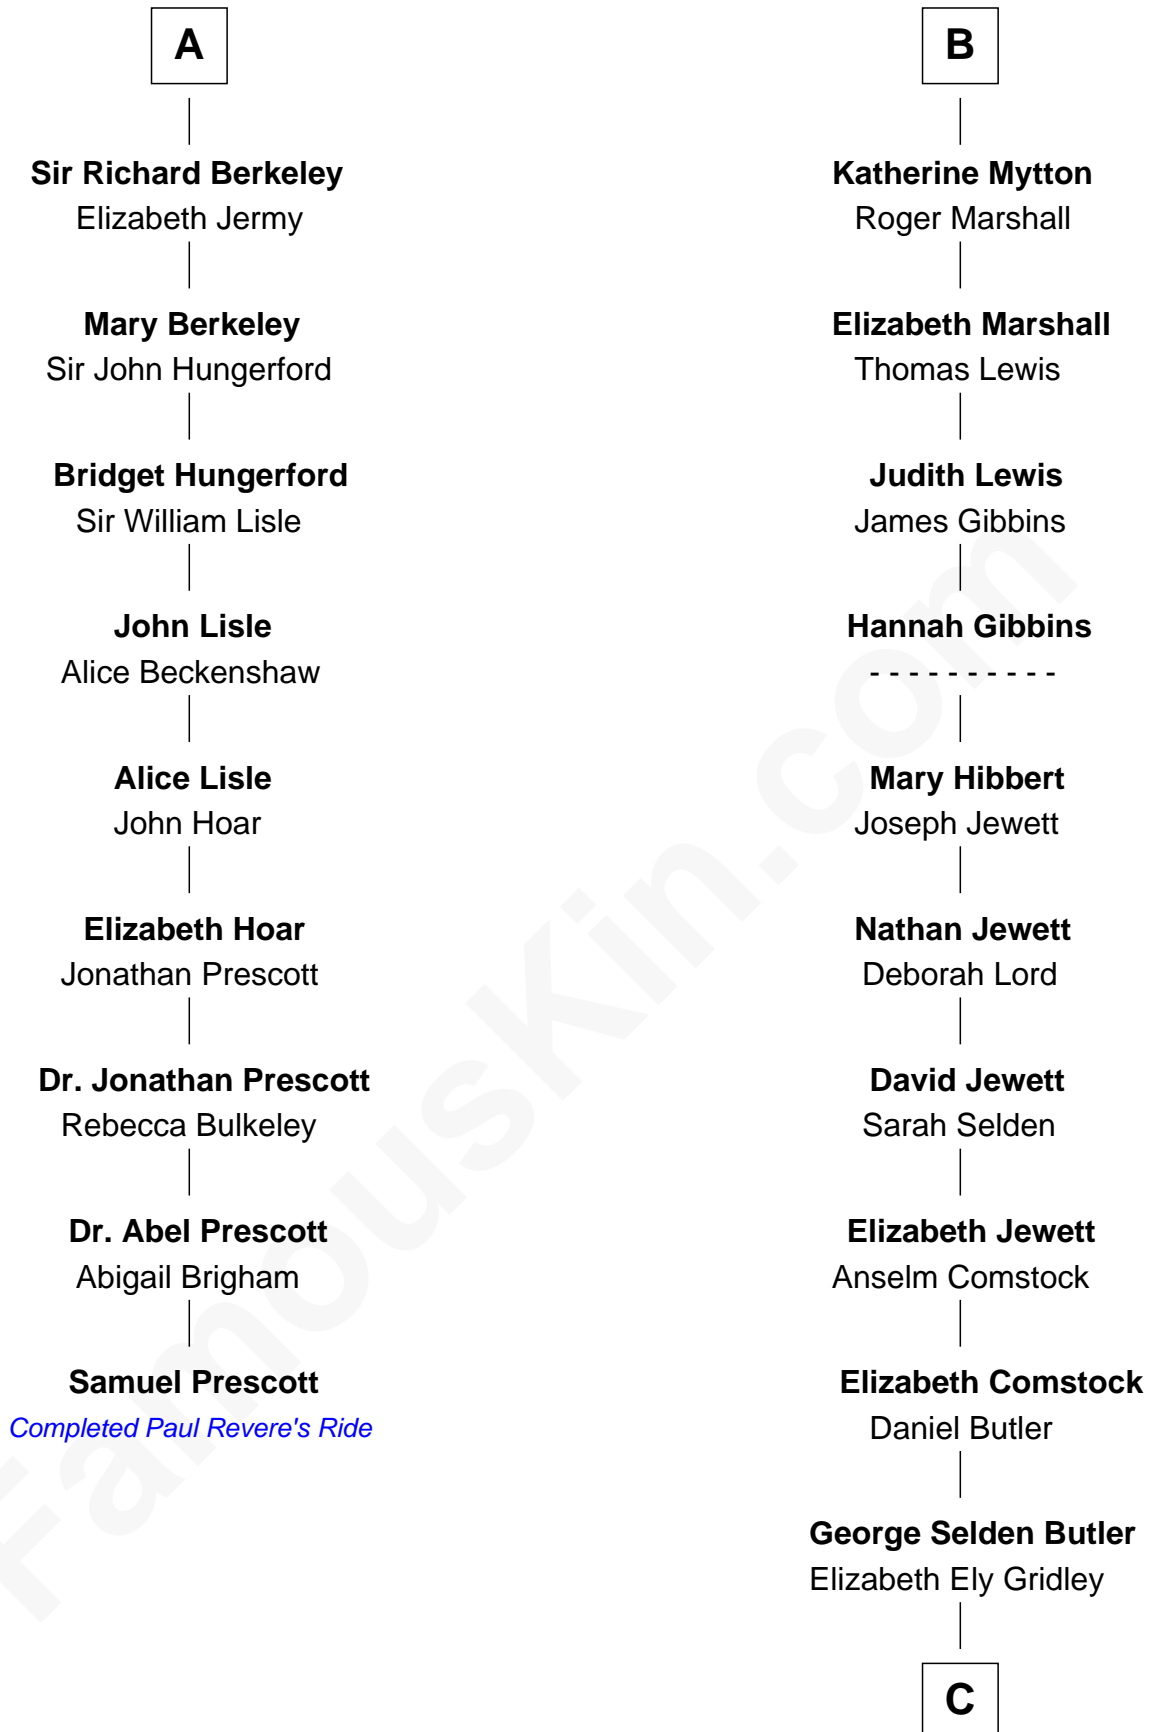 A
Sir Richard Berkeley
Elizabeth Jermy
Mary Berkeley
Sir John Hungerford
Bridget Hungerford
Sir William Lisle
John Lisle
Alice Beckenshaw
Alice Lisle
John Hoar
Elizabeth Hoar
Jonathan Prescott
Dr. Jonathan Prescott
Rebecca Bulkeley
Dr. Abel Prescott
Abigail Brigham
Samuel Prescott
Completed Paul Revere's Ride
B
Katherine Mytton
Roger Marshall
Elizabeth Marshall
Thomas Lewis
Judith Lewis
James Gibbins
Hannah Gibbins
- - - - - - - - - -
Mary Hibbert
Joseph Jewett
Nathan Jewett
Deborah Lord
David Jewett
Sarah Selden
Elizabeth Jewett
Anselm Comstock
Elizabeth Comstock
Daniel Butler
George Selden Butler
Elizabeth Ely Gridley
C
FamousKin.com